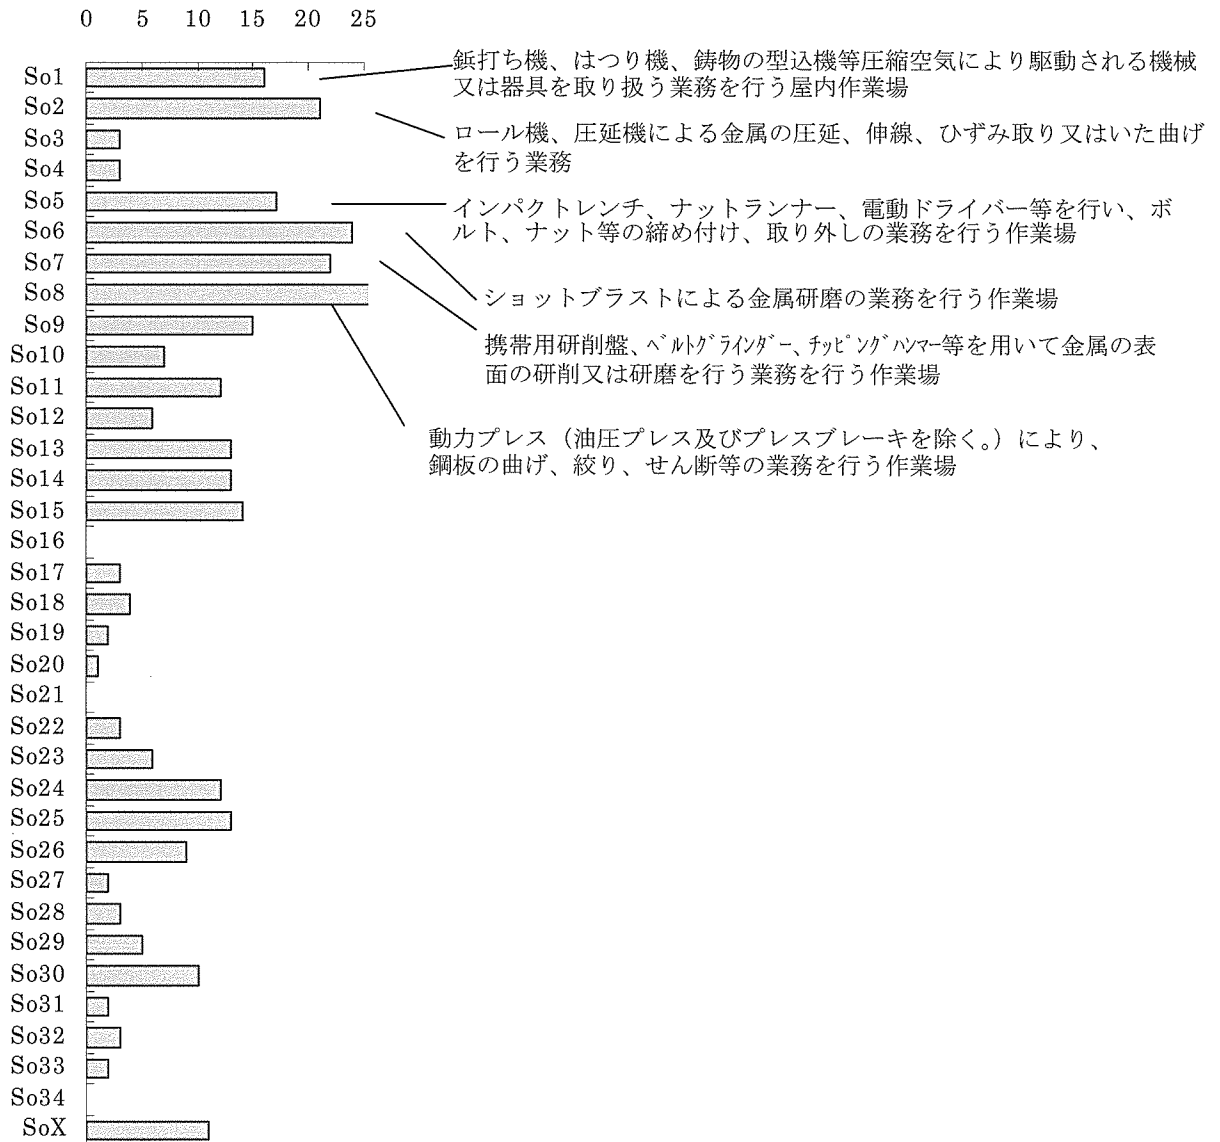 0 5 10 15 20 25
So1
So2
So3
So4
So5
So6
So7
So8
So9
So10
So11
So12
So13
So14
So15
So16
So17
So18
So19
So20
So21
So22
So23
So24
So25
So26
So27
So28
So29
So30
So31
So32
So33
So34
SoX
鋲打ち機、はつり機、鋳物の型込機等圧縮空気により駆動される機械
又は器具を取り扱う業務を行う屋内作業場
ロール機、圧延機による金属の圧延、伸線、ひずみ取り又はいた曲げ
を行う業務
インパクトレンチ、ナットランナー、電動ドライバー等を行い、ボ
ルト、ナット等の締め付け、取り外しの業務を行う作業場
ショットブラストによる金属研磨の業務を行う作業場
携帯用研削盤、ﾍﾞﾙﾄｸﾞﾗｲﾝﾀﾞｰ、ﾁｯﾋﾟﾝｸﾞﾊﾝﾏｰ等を用いて金属の表
面の研削又は研磨を行う業務を行う作業場
動力プレス（油圧プレス及びプレスブレーキを除く。）により、
鋼板の曲げ、絞り、せん断等の業務を行う作業場